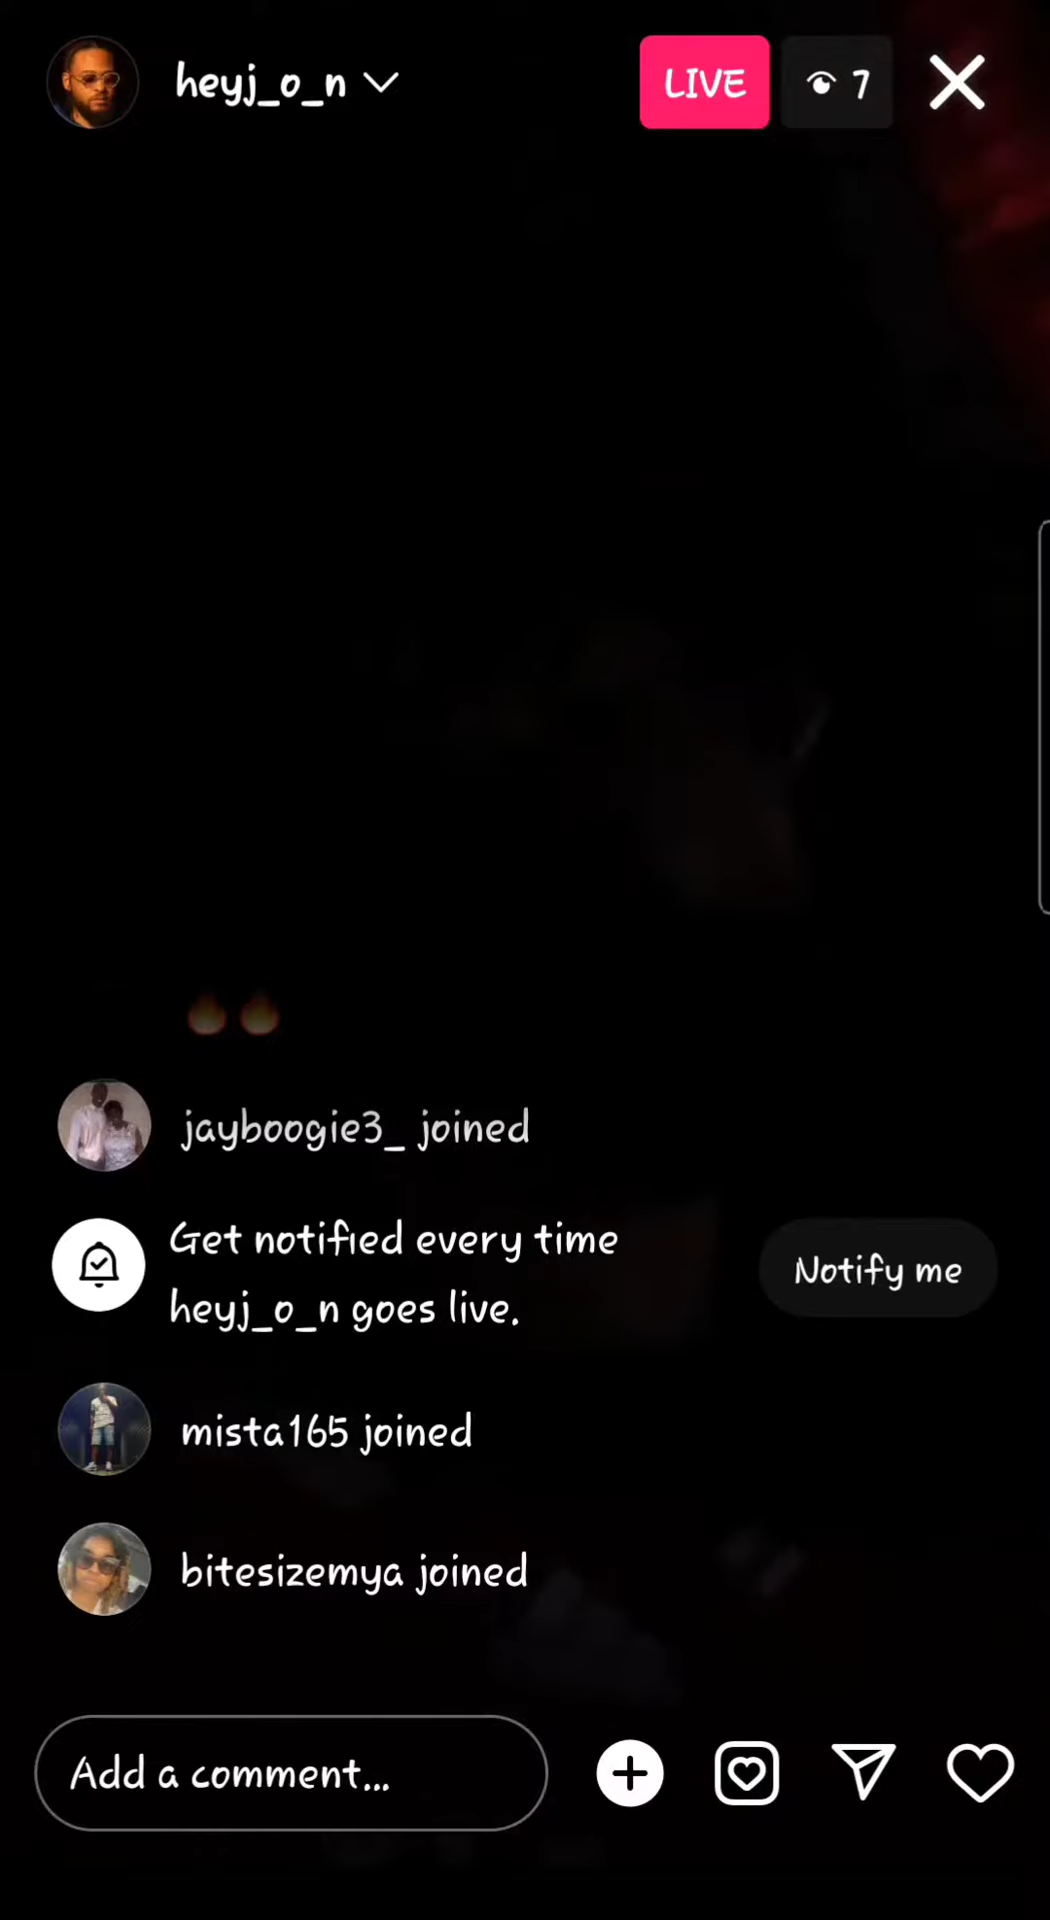 heyj_o_n
LIVE
7
🔥🔥
jayboogie3_ joined
Get notified every time
heyj_o_n goes live.
Notify me
mista165 joined
bitesizemya joined
Add a comment...